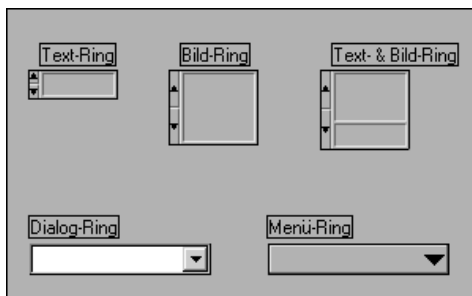 Text-Ring
Bild-Ring
Text- & Bild-Ring
Dialog-Ring
Menü-Ring